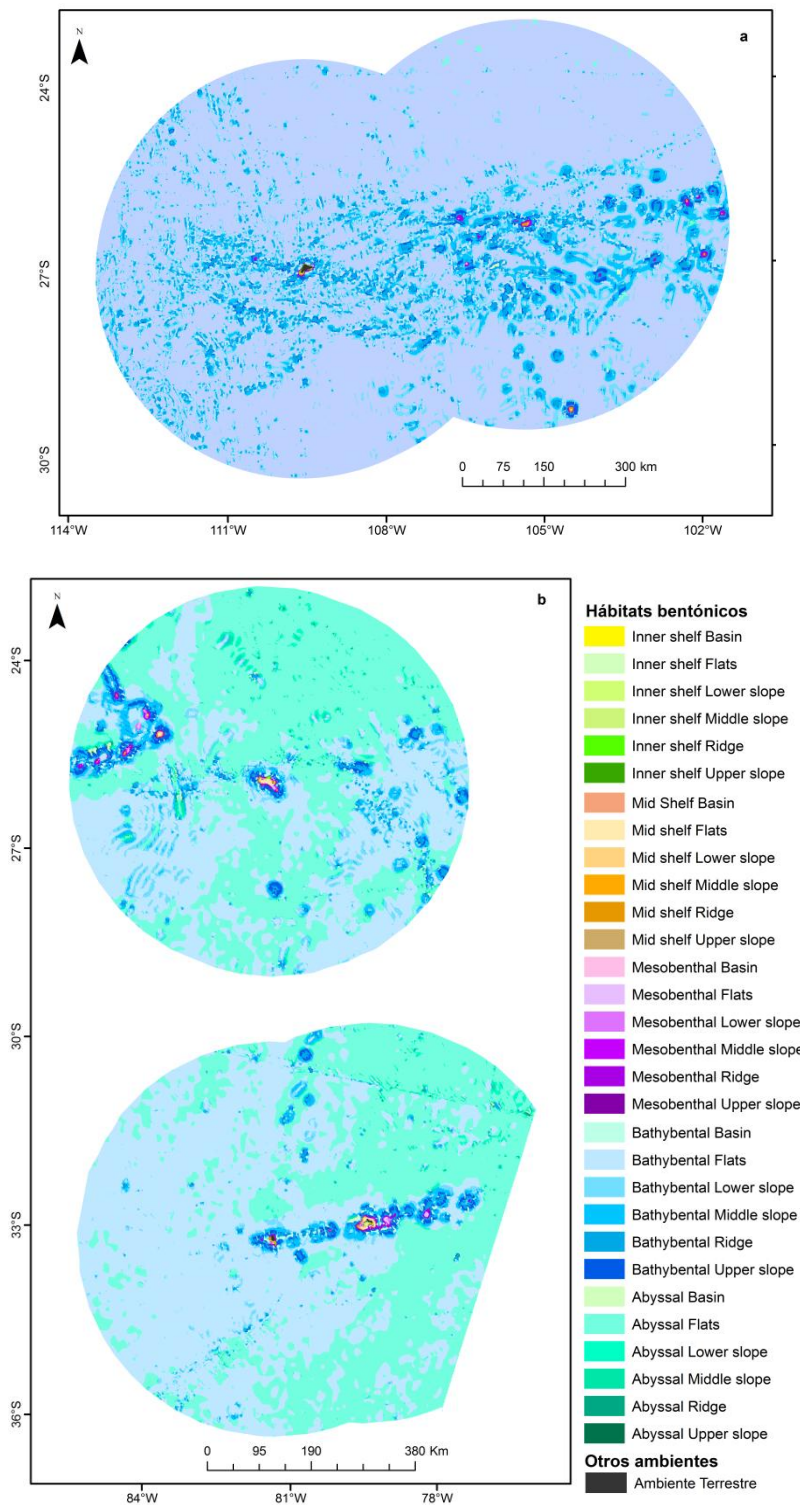 N
a
24°S
27°S
30°S
0 75 150 300 km
114°W 111°W 108°W 105°W 102°W
N
b
24°S
27°S
30°S
33°S
36°S
0 95 190 380 Km
84°W 81°W 78°W
Hábitats bentónicos
Inner shelf Basin
Inner shelf Flats
Inner shelf Lower slope
Inner shelf Middle slope
Inner shelf Ridge
Inner shelf Upper slope
Mid Shelf Basin
Mid shelf Flats
Mid shelf Lower slope
Mid shelf Middle slope
Mid shelf Ridge
Mid shelf Upper slope
Mesobenthal Basin
Mesobenthal Flats
Mesobenthal Lower slope
Mesobenthal Middle slope
Mesobenthal Ridge
Mesobenthal Upper slope
Bathybental Basin
Bathybental Flats
Bathybental Lower slope
Bathybental Middle slope
Bathybental Ridge
Bathybental Upper slope
Abyssal Basin
Abyssal Flats
Abyssal Lower slope
Abyssal Middle slope
Abyssal Ridge
Abyssal Upper slope
Otros ambientes
Ambiente Terrestre